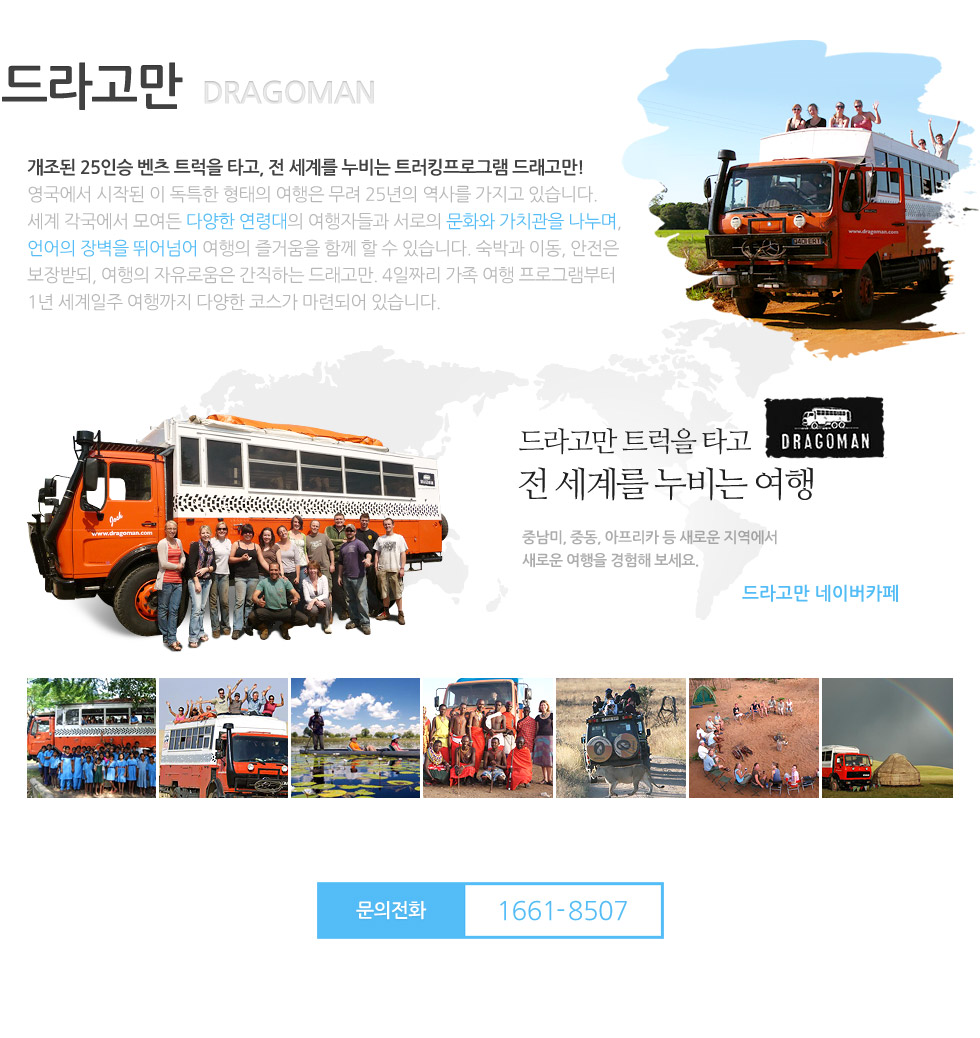 드라고만 DRAGOMAN
개조된 25인승 벤츠 트럭을 타고, 전 세계를 누비는 트러킹프로그램 드래고만!
영국에서 시작된 이 독특한 형태의 여행은 무려 25년의 역사를 가지고 있습니다.
세계 각국에서 모여든 다양한 연령대의 여행자들과 서로의 문화와 가치관을 나누며,
언어의 장벽을 뛰어넘어 여행의 즐거움을 함께 할 수 있습니다. 숙박과 이동, 안전은
보장받되, 여행의 자유로움은 간직하는 드래고만. 4일짜리 가족 여행 프로그램부터
1년 세계일주 여행까지 다양한 코스가 마련되어 있습니다.
www.dragoman.com
드라고만 트럭을 타고
DRAGOMAN
전 세계를 누비는 여행
중남미, 중동, 아프리카 등 새로운 지역에서
새로운 여행을 경험해 보세요.
드라고만 네이버카페
Josh
www.dragoman.com
문의전화 1661-8507